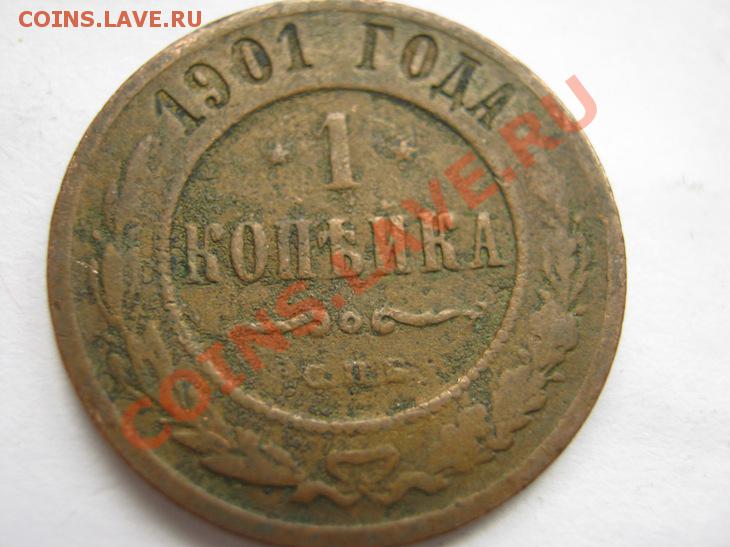 COINS.LAVE.RU
1901 ГОДА
1
КОПѢЙКА
С.П.Б.
COINS.LAVE.RU